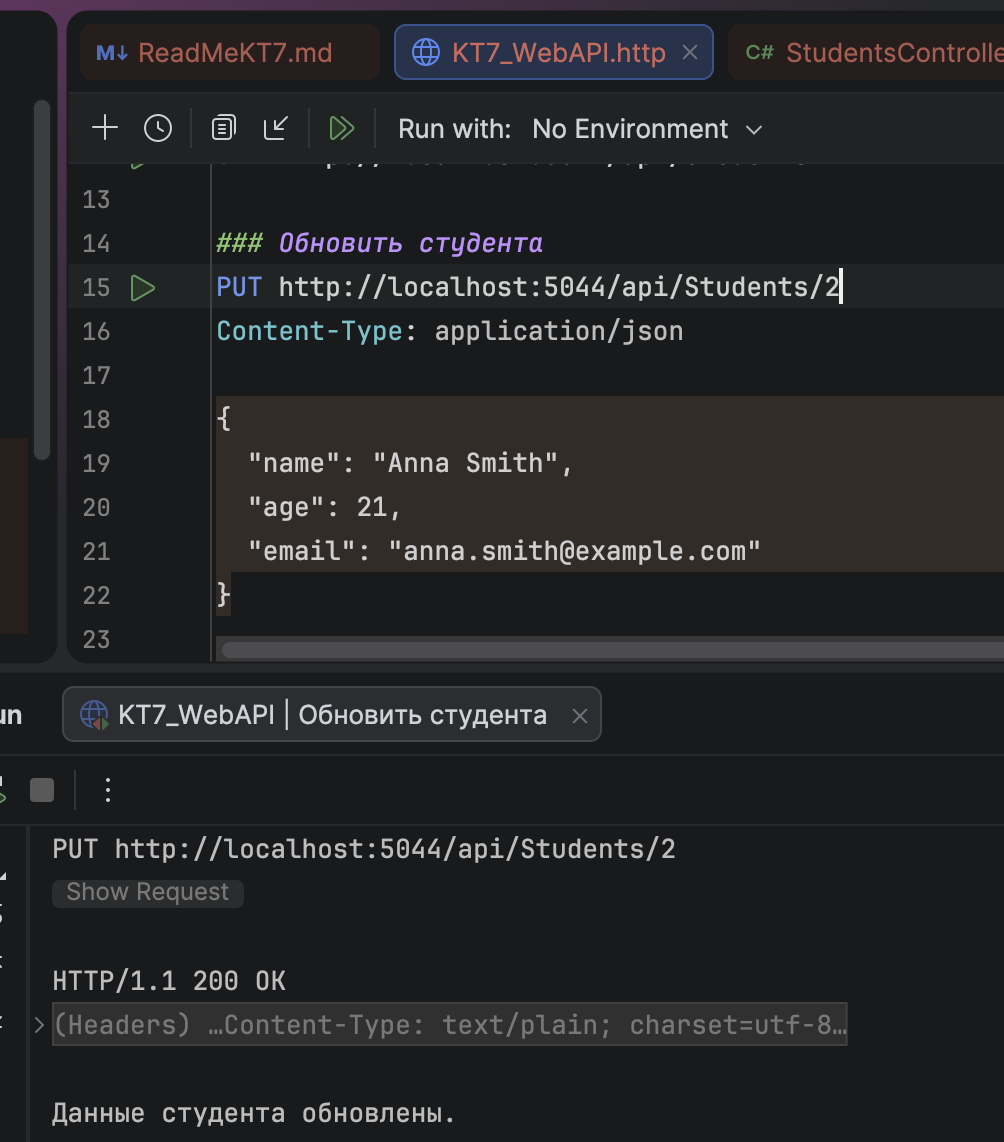 M↓ ReadMeKT7.md KT7_WebAPI.http C# StudentsControlle
Run with: No Environment
13
14 ### Обновить студента
15 PUT http://localhost:5044/api/Students/2
16 Content-Type: application/json
17
18 {
19 "name": "Anna Smith",
20 "age": 21,
21 "email": "anna.smith@example.com"
22 }
23
un KT7_WebAPI | Обновить студента
PUT http://localhost:5044/api/Students/2
Show Request
HTTP/1.1 200 OK
(Headers) …Content-Type: text/plain; charset=utf-8…
Данные студента обновлены.